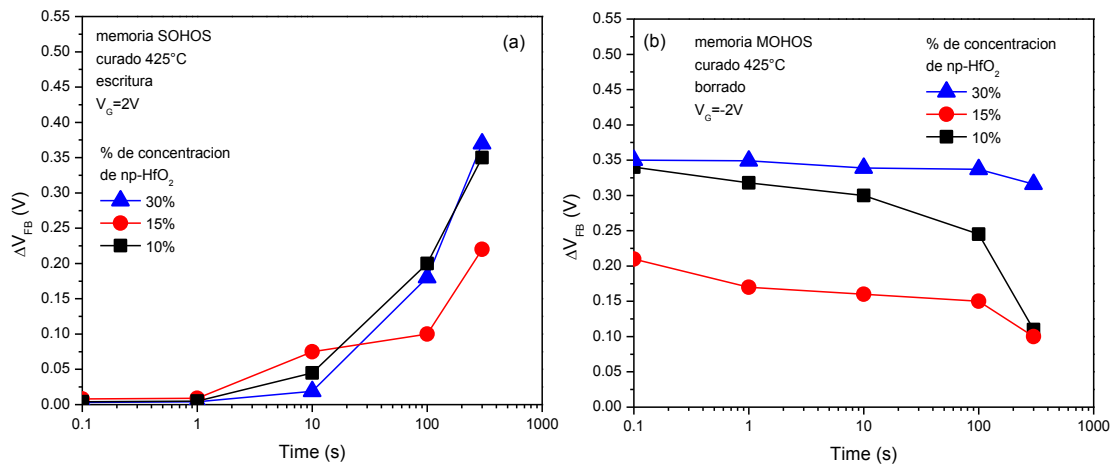 (a)
memoria SOHOS
curado 425°C
escritura
V_G=2V
% de concentracion
de np-HfO₂
30%
15%
10%
ΔV_FB (V)
0.55
0.50
0.45
0.40
0.35
0.30
0.25
0.20
0.15
0.10
0.05
0.00
0.1
1
10
100
1000
Time (s)
(b)
memoria MOHOS
curado 425°C
borrado
V_G=-2V
% de concentracion
de np-HfO₂
30%
15%
10%
ΔV_FB (V)
0.55
0.50
0.45
0.40
0.35
0.30
0.25
0.20
0.15
0.10
0.05
0.00
0.1
1
10
100
1000
Time (s)